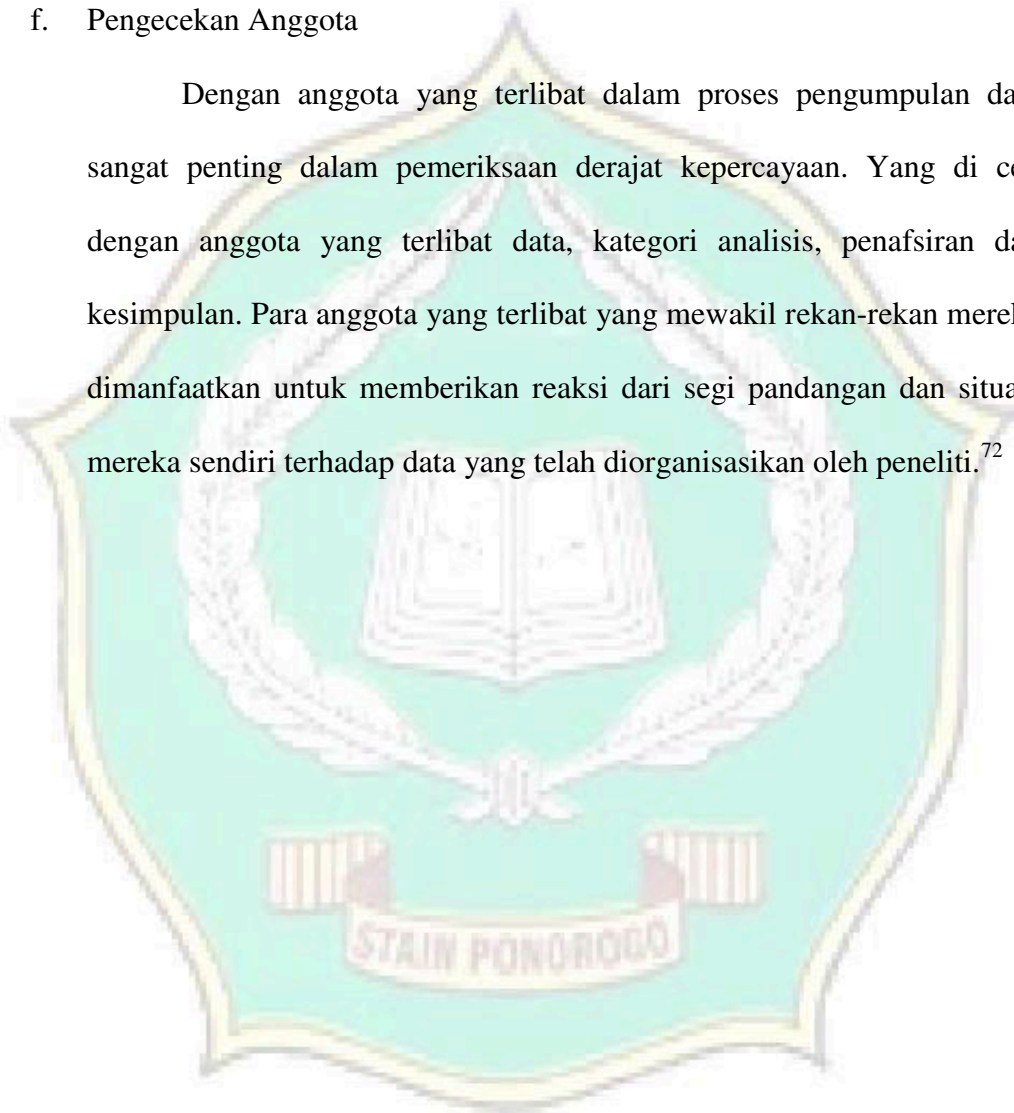 f. Pengecekan Anggota
Dengan anggota yang terlibat dalam proses pengumpulan da
sangat penting dalam pemeriksaan derajat kepercayaan. Yang di ce
dengan anggota yang terlibat data, kategori analisis, penafsiran da
kesimpulan. Para anggota yang terlibat yang mewakil rekan-rekan merek
dimanfaatkan untuk memberikan reaksi dari segi pandangan dan situa
mereka sendiri terhadap data yang telah diorganisasikan oleh peneliti.72
STAIN PONOROGO